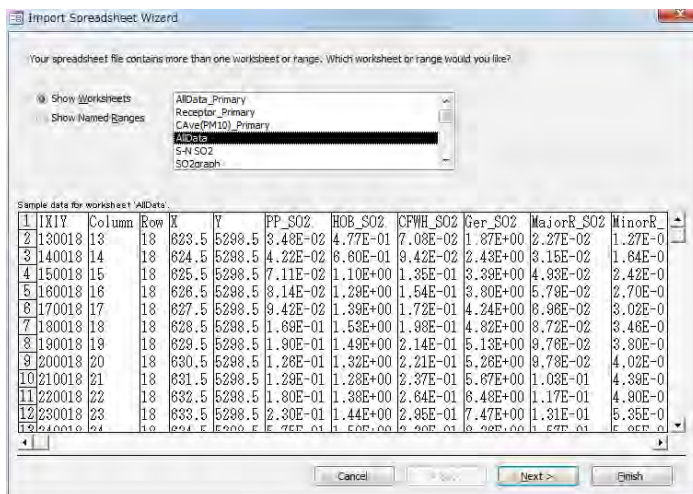 Import Spreadsheet Wizard
Your spreadsheet file contains more than one worksheet or range. Which worksheet or range would you like?
Show Worksheets
Show Named Ranges
AllData_Primary
Receptor_Primary
CAve(PM10)_Primary
AllData
S-N SO2
SO2graph
Sample data for worksheet 'AllData'.
1 IXIY Column Row X Y PP_SO2 HOB_SO2 CFWH_SO2 Ger_SO2 MajorR_SO2 MinorR_
2 130018 13 18 623.5 5298.5 3.48E-02 4.77E-01 7.08E-02 1.87E+00 2.27E-02 1.27E-0
3 140018 14 18 624.5 5298.5 4.22E-02 6.60E-01 9.42E-02 2.43E+00 3.15E-02 1.64E-0
4 150018 15 18 625.5 5298.5 7.11E-02 1.10E+00 1.35E-01 3.39E+00 4.93E-02 2.42E-0
5 160018 16 18 626.5 5298.5 8.14E-02 1.29E+00 1.54E-01 3.80E+00 5.79E-02 2.70E-0
6 170018 17 18 627.5 5298.5 9.42E-02 1.39E+00 1.72E-01 4.24E+00 6.96E-02 3.02E-0
7 180018 18 18 628.5 5298.5 1.69E-01 1.53E+00 1.98E-01 4.82E+00 8.72E-02 3.46E-0
8 190018 19 18 629.5 5298.5 1.90E-01 1.49E+00 2.14E-01 5.13E+00 9.76E-02 3.80E-0
9 200018 20 18 630.5 5298.5 1.26E-01 1.32E+00 2.21E-01 5.26E+00 9.78E-02 4.02E-0
10 210018 21 18 631.5 5298.5 1.29E-01 1.28E+00 2.37E-01 5.67E+00 1.03E-01 4.39E-0
11 220018 22 18 632.5 5298.5 1.80E-01 1.38E+00 2.64E-01 6.48E+00 1.17E-01 4.90E-0
12 230018 23 18 633.5 5298.5 2.30E-01 1.44E+00 2.95E-01 7.47E+00 1.31E-01 5.35E-0
Cancel Next > Finish